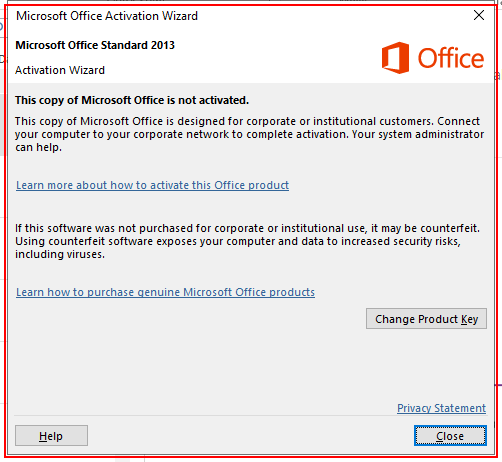 Microsoft Office Activation Wizard
Microsoft Office Standard 2013
Activation Wizard
Office
This copy of Microsoft Office is not activated.
This copy of Microsoft Office is designed for corporate or institutional customers. Connect
your computer to your corporate network to complete activation. Your system administrator
can help.
Learn more about how to activate this Office product
If this software was not purchased for corporate or institutional use, it may be counterfeit.
Using counterfeit software exposes your computer and data to increased security risks,
including viruses.
Learn how to purchase genuine Microsoft Office products
Change Product Key
Privacy Statement
Help
Close